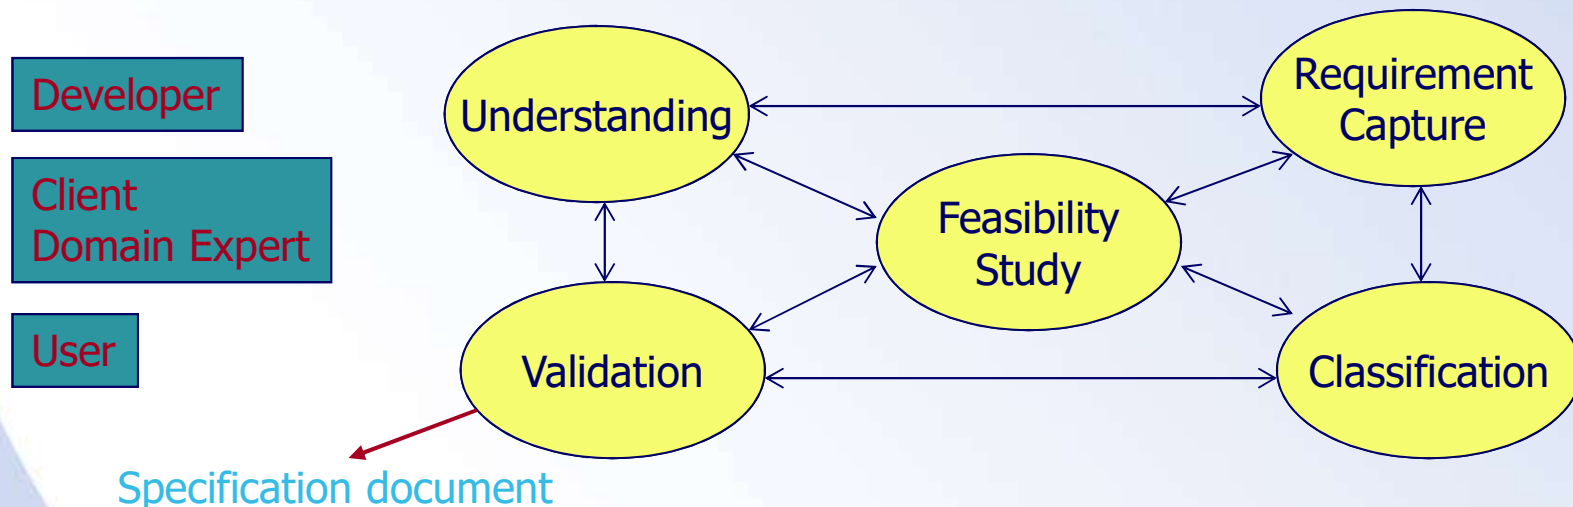 Developer
Client
Domain Expert
User
Understanding
Requirement
Capture
Feasibility
Study
Validation
Classification
Specification document